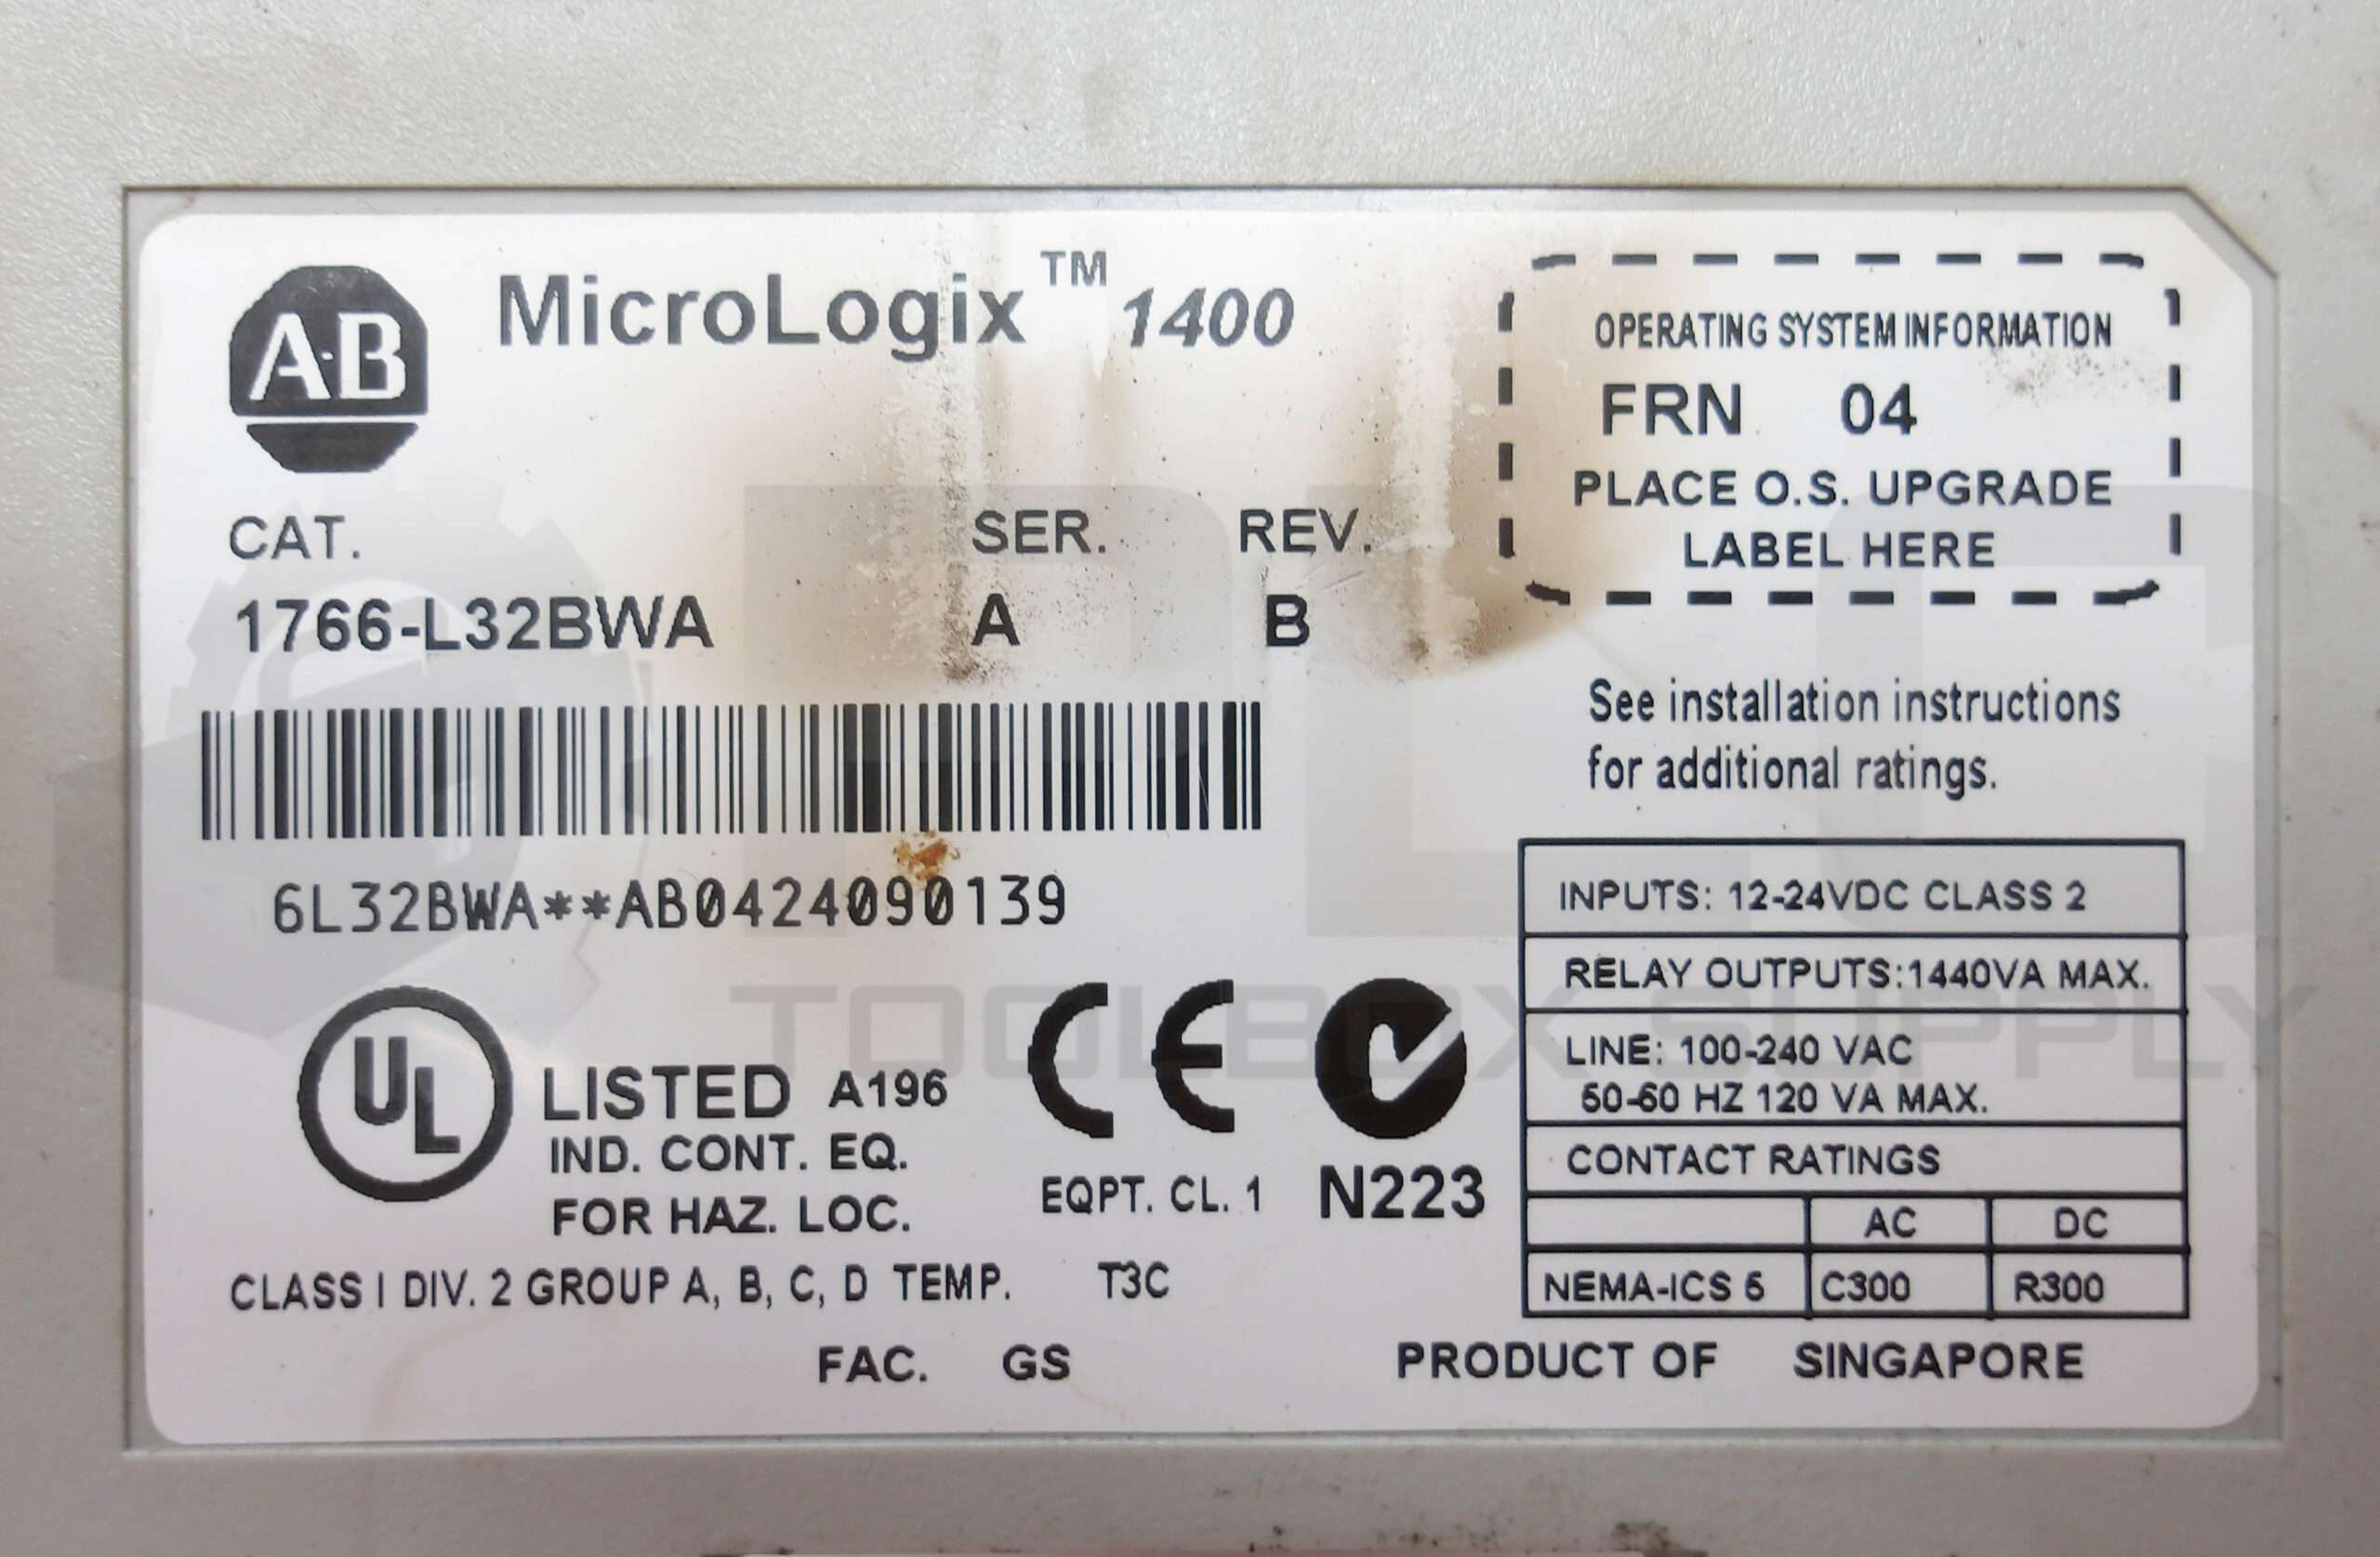 A-B
MicroLogix™ 1400
CAT. SER. REV.
1766-L32BWA A B
6L32BWA**AB0424090139
UL LISTED A196
IND. CONT. EQ.
FOR HAZ. LOC.
CE
EQPT. CL. 1
N223
CLASS I DIV. 2 GROUP A, B, C, D TEMP. T3C
FAC. GS
OPERATING SYSTEM INFORMATION
FRN 04
PLACE O.S. UPGRADE
LABEL HERE
See installation instructions
for additional ratings.
INPUTS: 12-24VDC CLASS 2
RELAY OUTPUTS:1440VA MAX.
LINE: 100-240 VAC
50-60 HZ 120 VA MAX.
CONTACT RATINGS
AC DC
NEMA-ICS 5 C300 R300
PRODUCT OF SINGAPORE
PLC
TOOLBOX SUPPLY